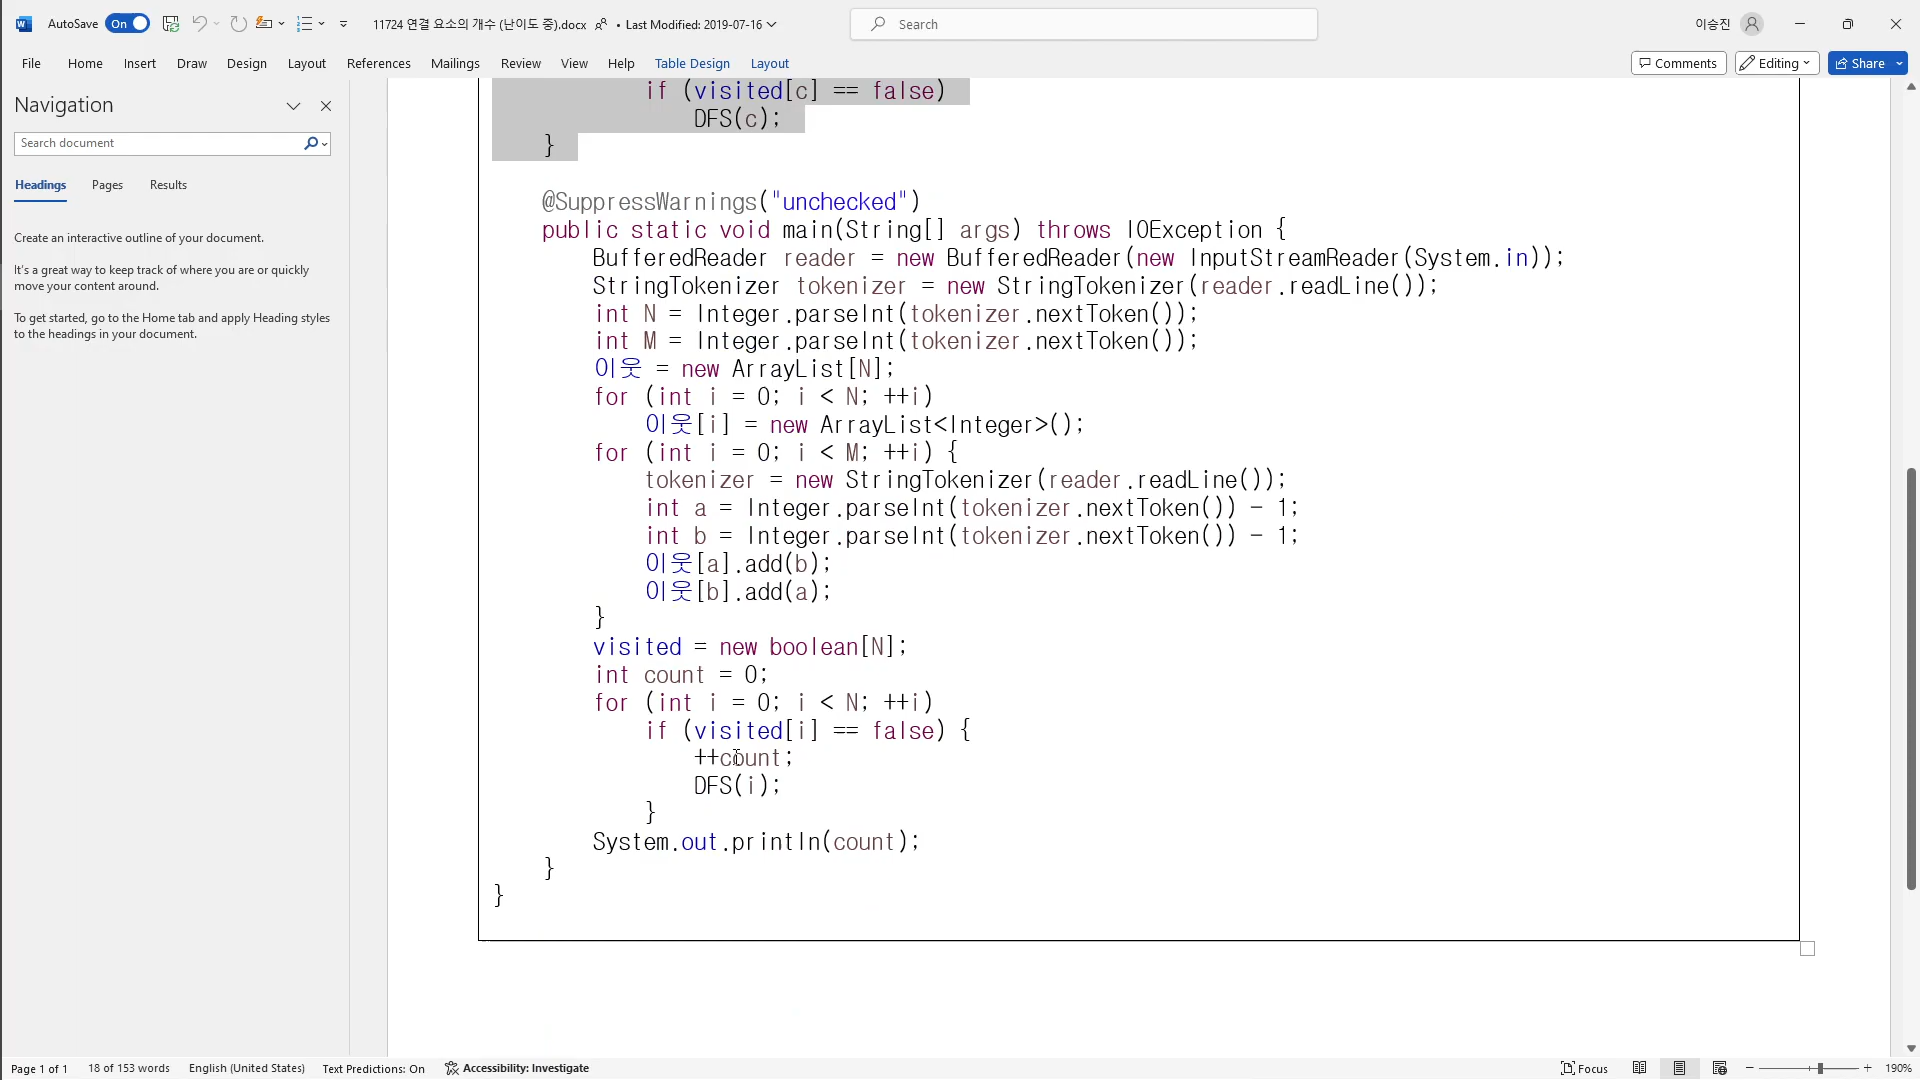 AutoSave On 11724 연결 요소의 개수 (난이도 중).docx • Last Modified: 2019-07-16 Search 이승진
File Home Insert Draw Design Layout References Mailings Review View Help Table Design Layout Comments Editing Share
Navigation
Search document
Headings Pages Results
Create an interactive outline of your document.
It's a great way to keep track of where you are or quickly
move your content around.
To get started, go to the Home tab and apply Heading styles
to the headings in your document.
if (visited[c] == false)
DFS(c);
}
@SuppressWarnings("unchecked")
public static void main(String[] args) throws IOException {
BufferedReader reader = new BufferedReader(new InputStreamReader(System.in));
StringTokenizer tokenizer = new StringTokenizer(reader.readLine());
int N = Integer.parseInt(tokenizer.nextToken());
int M = Integer.parseInt(tokenizer.nextToken());
이웃 = new ArrayList[N];
for (int i = 0; i < N; ++i)
이웃[i] = new ArrayList<Integer>();
for (int i = 0; i < M; ++i) {
tokenizer = new StringTokenizer(reader.readLine());
int a = Integer.parseInt(tokenizer.nextToken()) - 1;
int b = Integer.parseInt(tokenizer.nextToken()) - 1;
이웃[a].add(b);
이웃[b].add(a);
}
visited = new boolean[N];
int count = 0;
for (int i = 0; i < N; ++i)
if (visited[i] == false) {
++count;
DFS(i);
}
System.out.println(count);
}
}
Page 1 of 1 18 of 153 words English (United States) Text Predictions: On Accessibility: Investigate Focus 190%